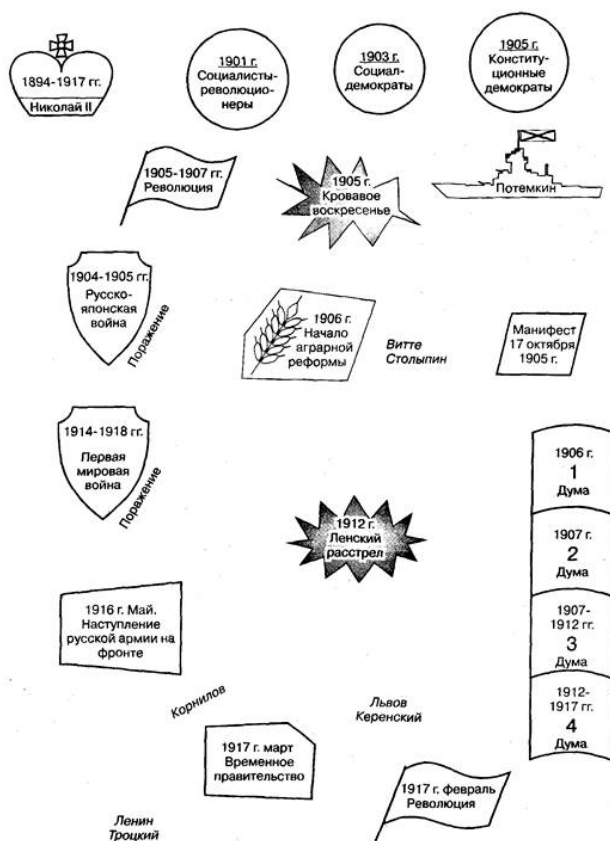 1894-1917 гг.
Николай II
1901 г.
Социалисты-
революцио-
неры
1903 г.
Социал-
демократы
1905 г.
Конститу-
ционные
демократы
1905-1907 гг.
Революция
1905 г.
Кровавое
воскресенье
Потемкин
1904-1905 гг.
Русско-
японская
война
Поражение
1906 г.
Начало
аграрной
реформы
Витте
Столыпин
Манифест
17 октября
1905 г.
1914-1918 гг.
Первая
мировая
война
Поражение
1912 г.
Ленский
расстрел
1906 г.
1
Дума
1907 г.
2
Дума
1907-
1912 гг.
3
Дума
1912-
1917 гг.
4
Дума
1916 г. Май.
Наступление
русской армии на
фронте
Корнилов
Львов
Керенский
1917 г. март
Временное
правительство
1917 г. февраль
Революция
Ленин
Троцкий